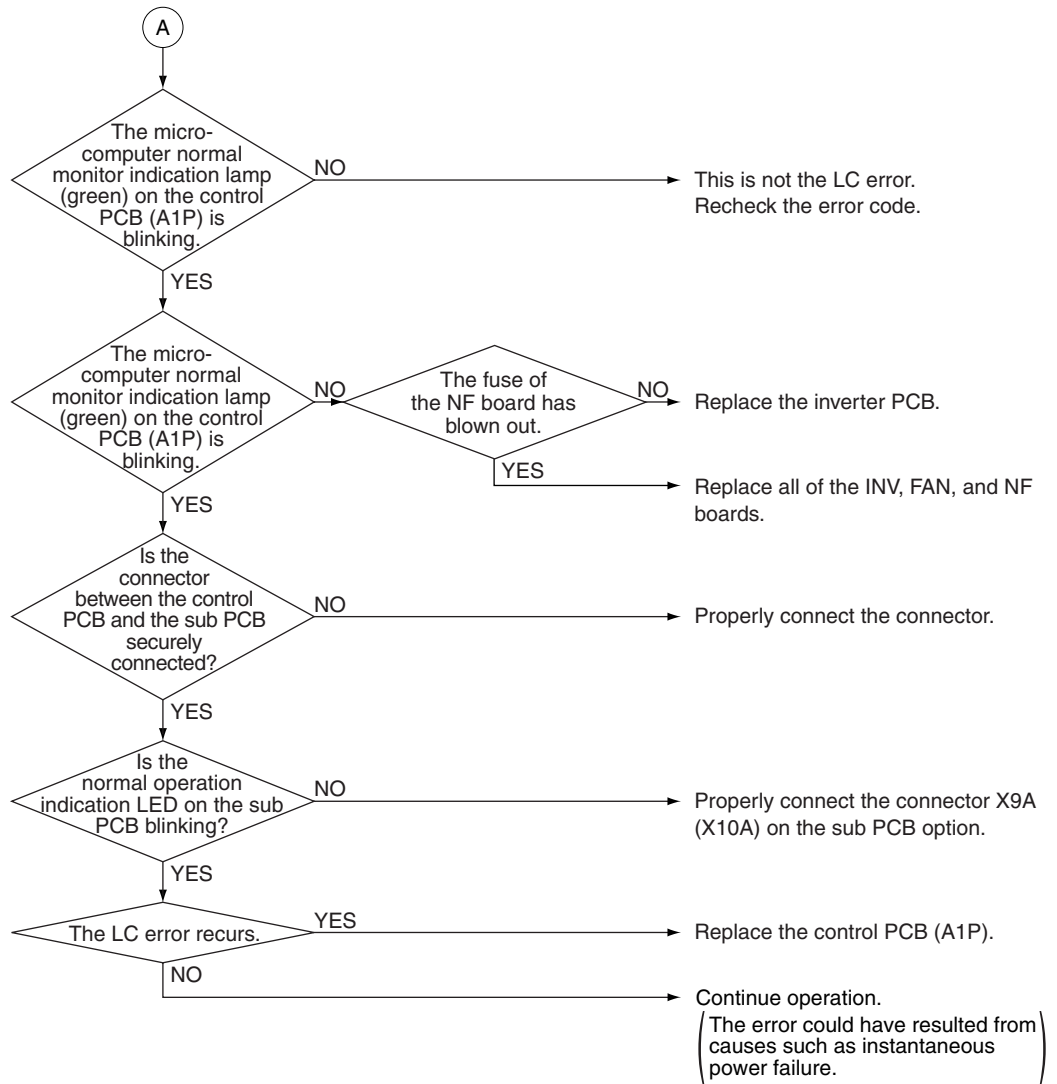 A
The micro-
computer normal
monitor indication lamp
(green) on the control
PCB (A1P) is
blinking.
NO
This is not the LC error.
Recheck the error code.
YES
The micro-
computer normal
monitor indication lamp
(green) on the control
PCB (A1P) is
blinking.
NO
The fuse of
the NF board has
blown out.
NO
Replace the inverter PCB.
YES
Replace all of the INV, FAN, and NF
boards.
YES
Is the
connector
between the control
PCB and the sub PCB
securely
connected?
NO
Properly connect the connector.
YES
Is the
normal operation
indication LED on the sub
PCB blinking?
NO
Properly connect the connector X9A
(X10A) on the sub PCB option.
YES
The LC error recurs.
YES
Replace the control PCB (A1P).
NO
Continue operation.
(The error could have resulted from
causes such as instantaneous
power failure.)